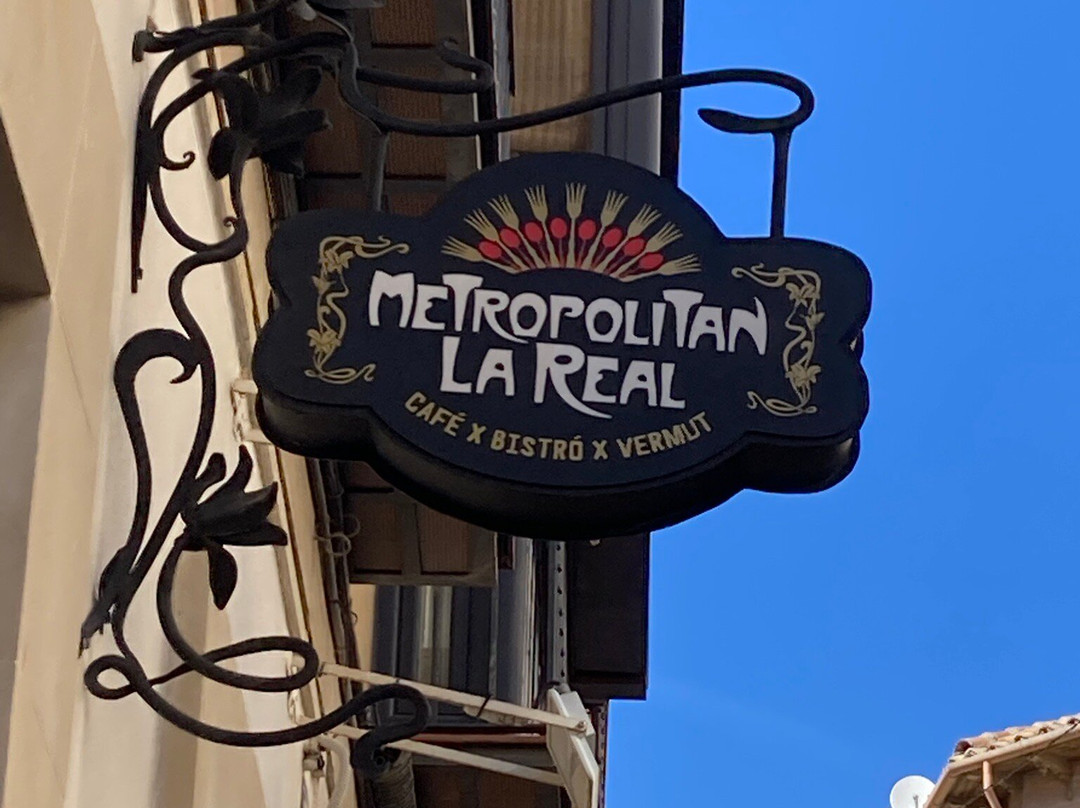 METROPOLITAN
LA REAL
CAFÉ X BISTRÓ X VERMUT